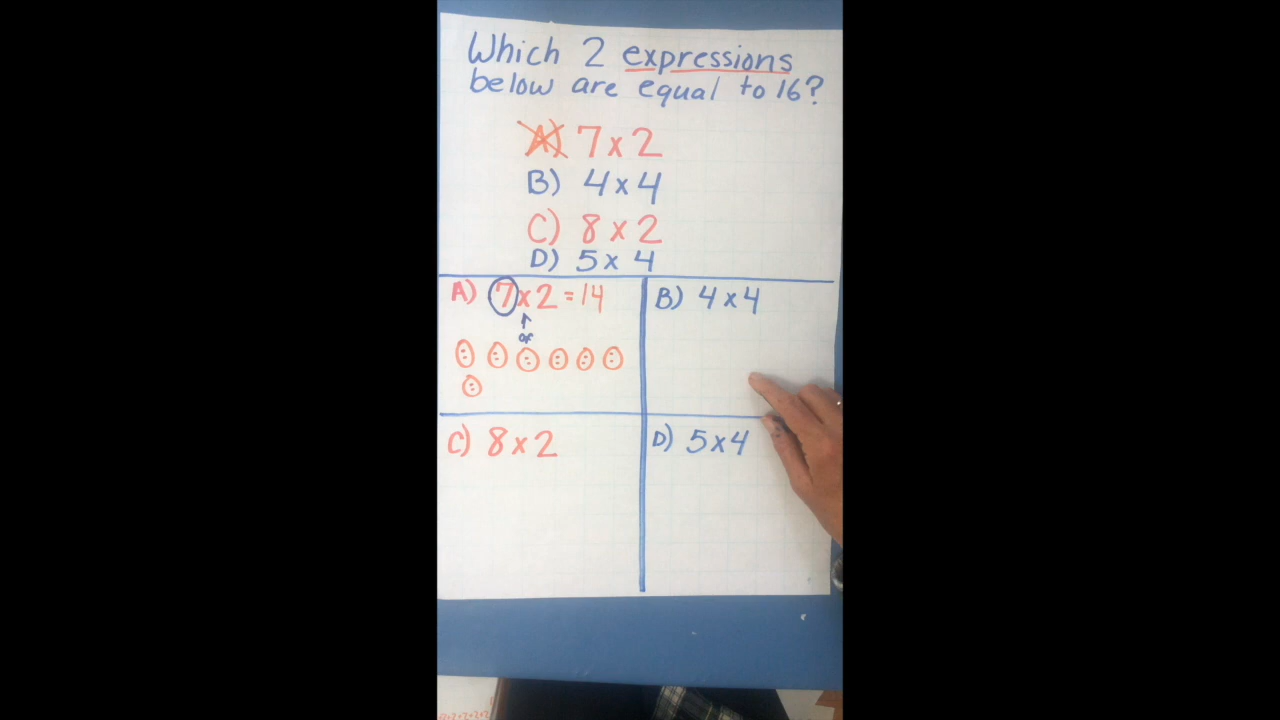 Which 2 expressions
below are equal to 16?
A) 7 x 2
B) 4 x 4
C) 8 x 2
D) 5 x 4
A) 7 x 2 = 14
of
B) 4 x 4
C) 8 x 2
D) 5 x 4